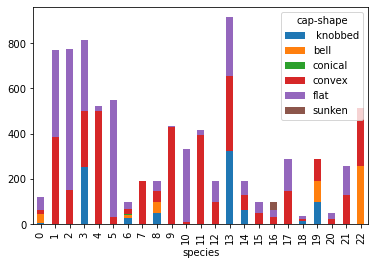 cap-shape
knobbed
bell
conical
convex
flat
sunken
800
600
400
200
0
0 1 2 3 4 5 6 7 8 9 10 11 12 13 14 15 16 17 18 19 20 21 22
species